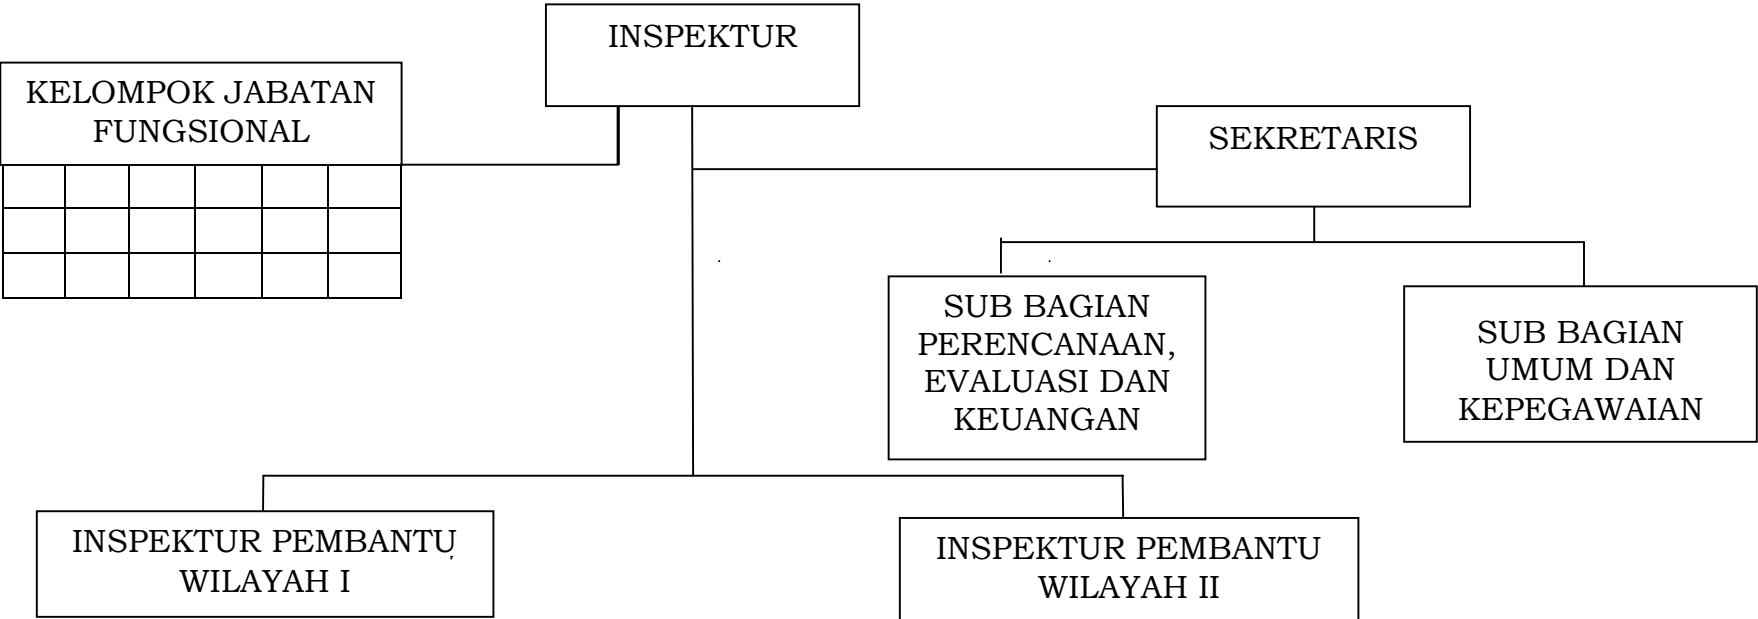 INSPEKTUR
KELOMPOK JABATAN
FUNGSIONAL
SEKRETARIS
SUB BAGIAN
PERENCANAAN,
EVALUASI DAN
KEUANGAN
SUB BAGIAN
UMUM DAN
KEPEGAWAIAN
INSPEKTUR PEMBANTU
WILAYAH I
INSPEKTUR PEMBANTU
WILAYAH II